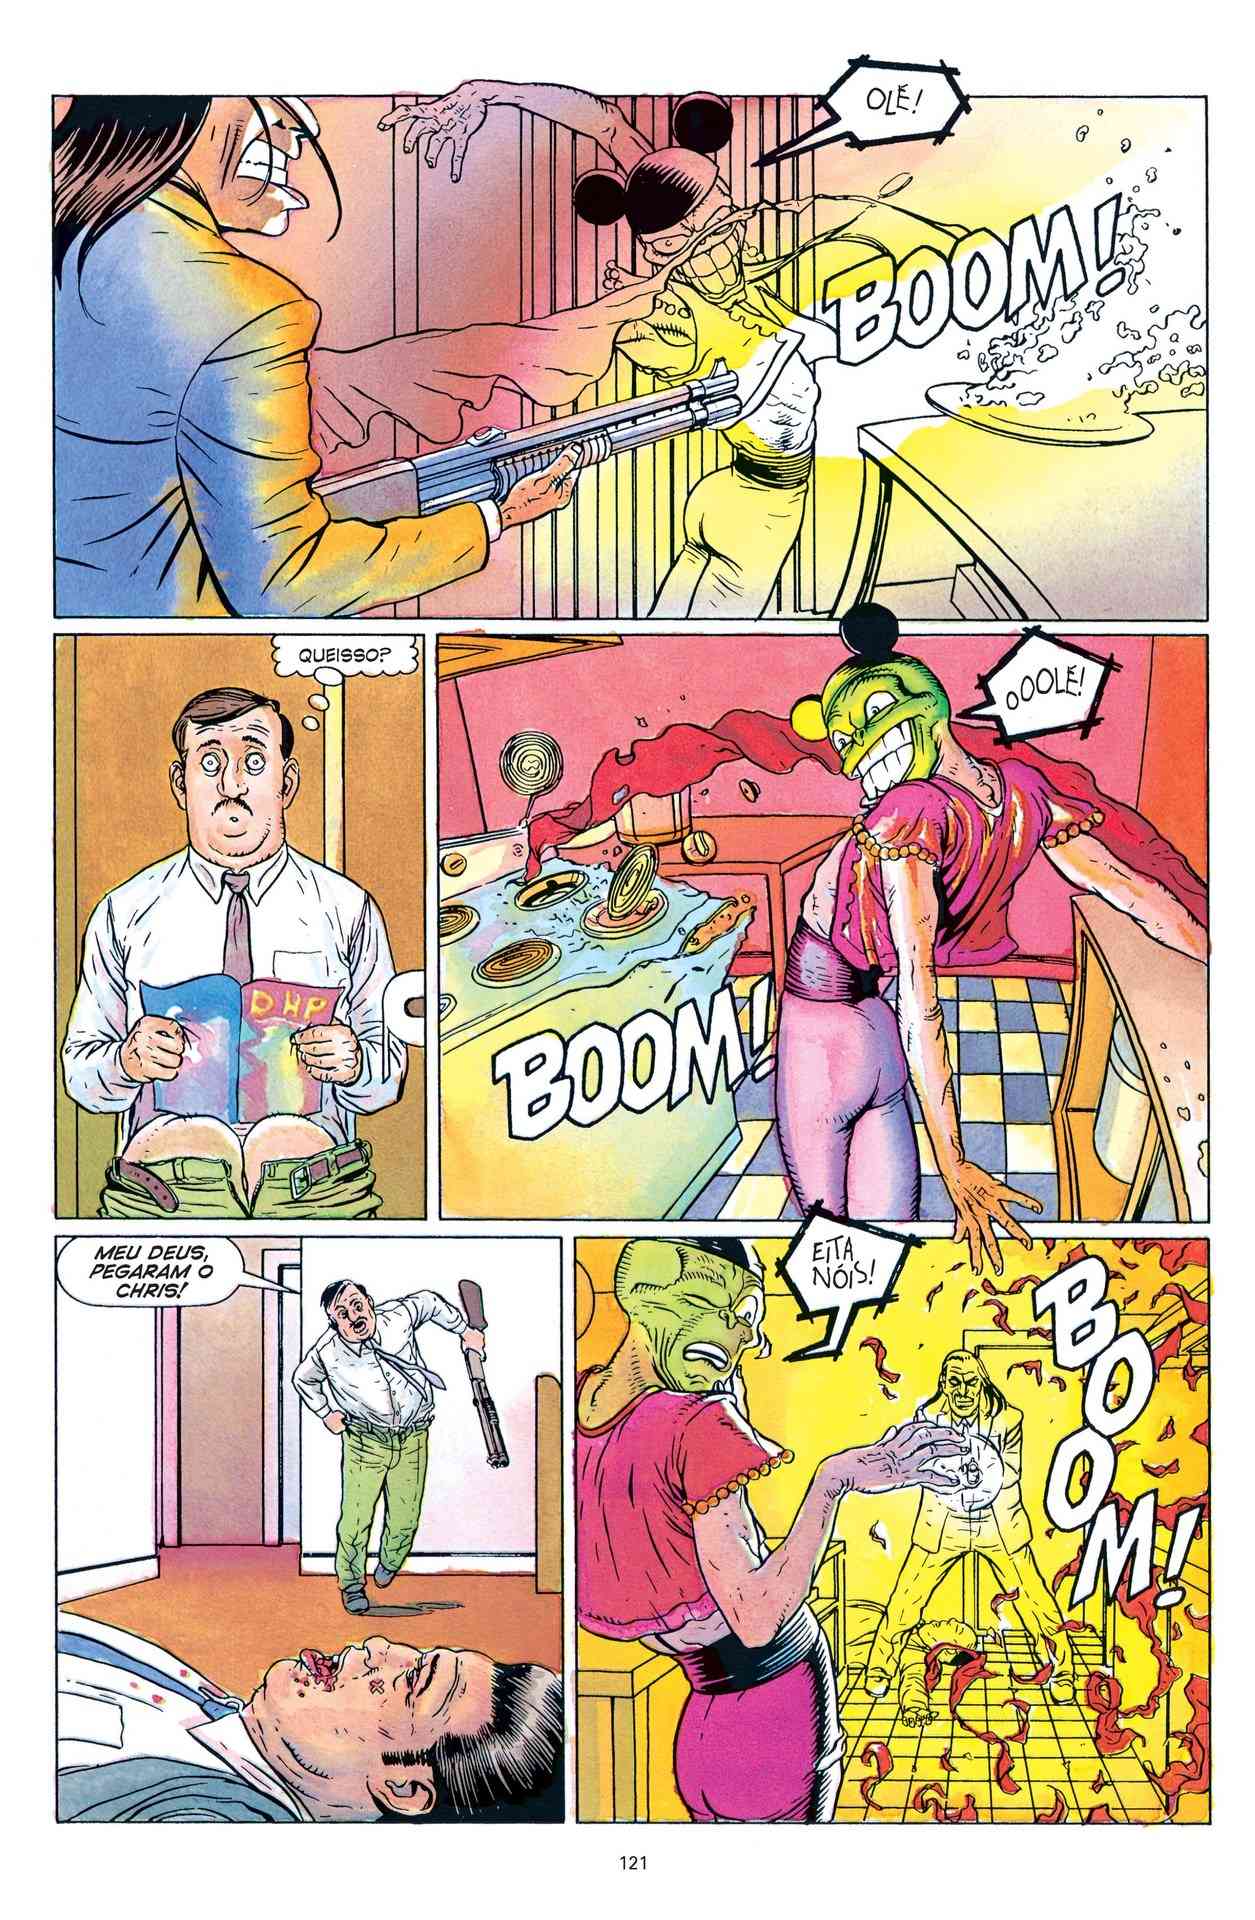 OLÉ!
BOOM!
QUEISSO?
DHP
OOOLÉ!
BOOM!
MEU DEUS,
PEGARAM O
CHRIS!
EITA
NÓIS!
BOOM!
121